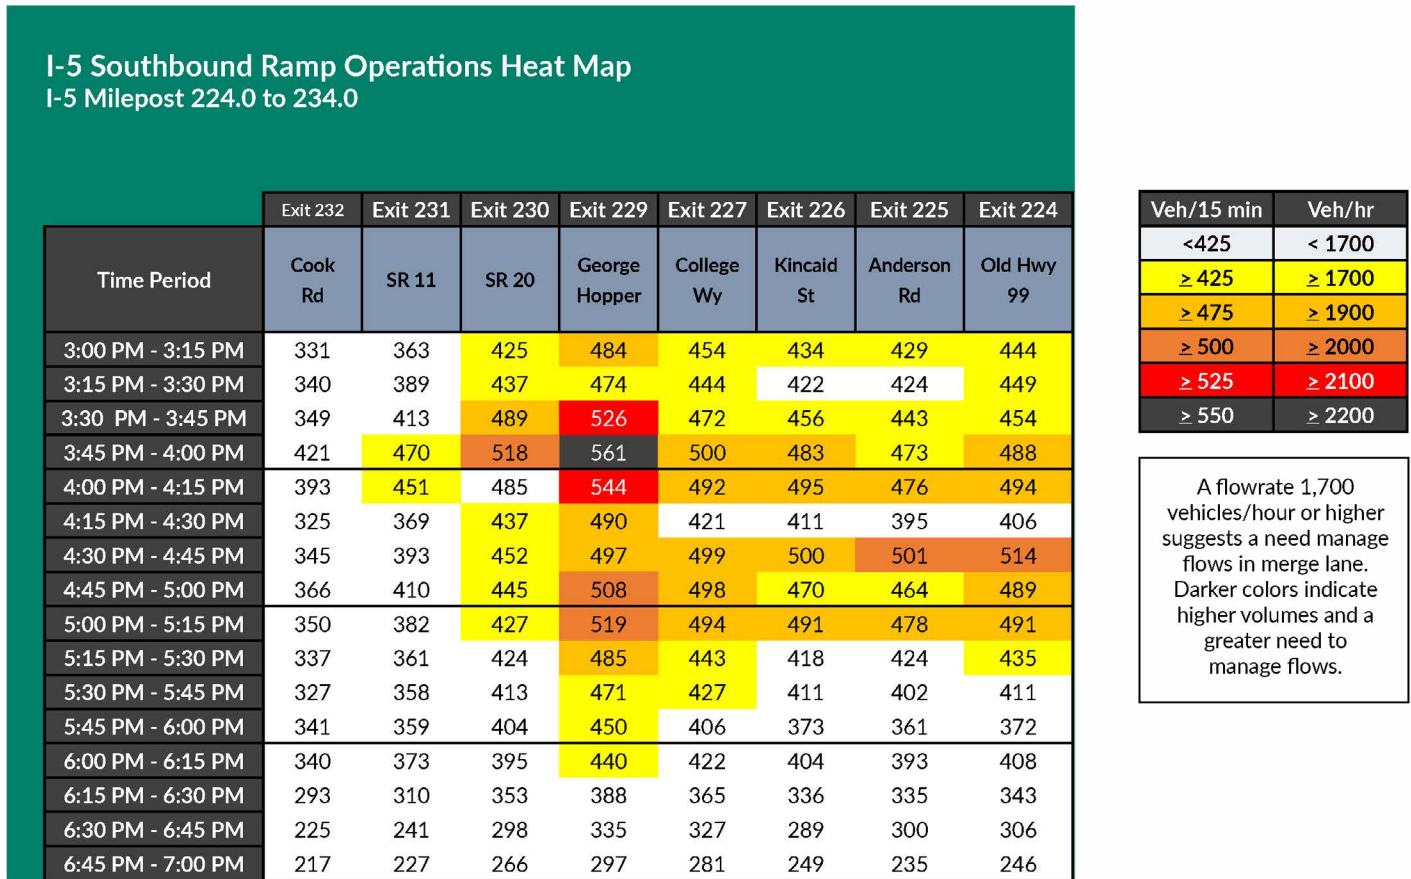 I-5 Southbound Ramp Operations Heat Map
I-5 Milepost 224.0 to 234.0
Exit 232 Exit 231 Exit 230 Exit 229 Exit 227 Exit 226 Exit 225 Exit 224
Time Period Cook Rd SR 11 SR 20 George Hopper College Wy Kincaid St Anderson Rd Old Hwy 99
3:00 PM - 3:15 PM 331 363 425 484 454 434 429 444
3:15 PM - 3:30 PM 340 389 437 474 444 422 424 449
3:30 PM - 3:45 PM 349 413 489 526 472 456 443 454
3:45 PM - 4:00 PM 421 470 518 561 500 483 473 488
4:00 PM - 4:15 PM 393 451 485 544 492 495 476 494
4:15 PM - 4:30 PM 325 369 437 490 421 411 395 406
4:30 PM - 4:45 PM 345 393 452 497 499 500 501 514
4:45 PM - 5:00 PM 366 410 445 508 498 470 464 489
5:00 PM - 5:15 PM 350 382 427 519 494 491 478 491
5:15 PM - 5:30 PM 337 361 424 485 443 418 424 435
5:30 PM - 5:45 PM 327 358 413 471 427 411 402 411
5:45 PM - 6:00 PM 341 359 404 450 406 373 361 372
6:00 PM - 6:15 PM 340 373 395 440 422 404 393 408
6:15 PM - 6:30 PM 293 310 353 388 365 336 335 343
6:30 PM - 6:45 PM 225 241 298 335 327 289 300 306
6:45 PM - 7:00 PM 217 227 266 297 281 249 235 246
Veh/15 min Veh/hr
<425 < 1700
≥ 425 ≥ 1700
≥ 475 ≥ 1900
≥ 500 ≥ 2000
≥ 525 ≥ 2100
≥ 550 ≥ 2200
A flowrate 1,700
vehicles/hour or higher
suggests a need manage
flows in merge lane.
Darker colors indicate
higher volumes and a
greater need to
manage flows.